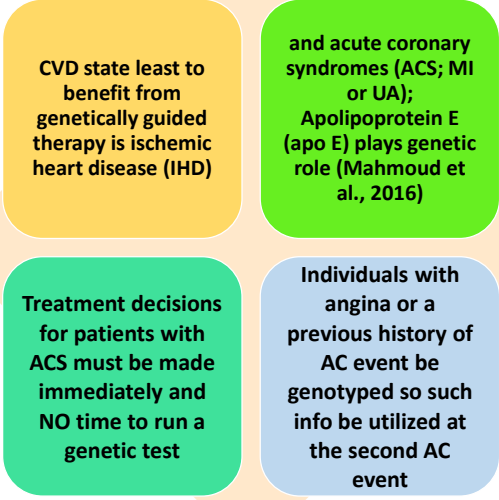 CVD state least to
benefit from
genetically guided
therapy is ischemic
heart disease (IHD)
and acute coronary
syndromes (ACS; MI
or UA);
Apolipoprotein E
(apo E) plays genetic
role (Mahmoud et
al., 2016)
Treatment decisions
for patients with
ACS must be made
immediately and
NO time to run a
genetic test
Individuals with
angina or a
previous history of
AC event be
genotyped so such
info be utilized at
the second AC
event